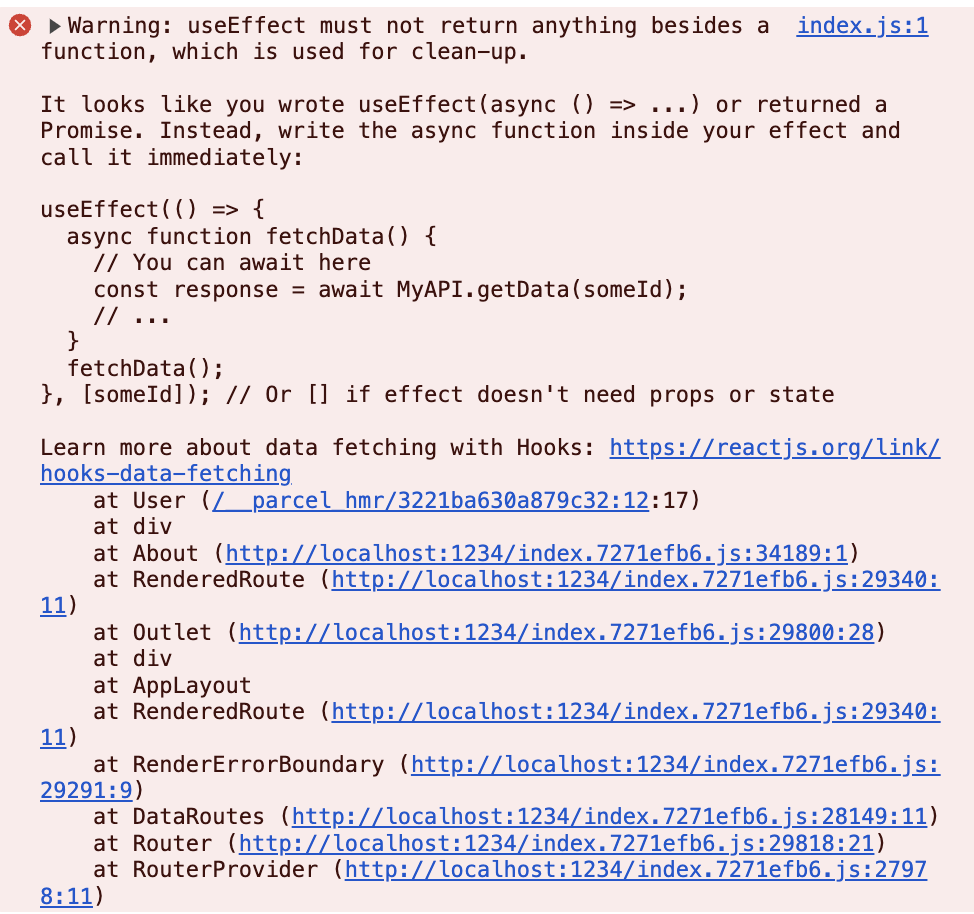 Warning: useEffect must not return anything besides a index.js:1
function, which is used for clean-up.
It looks like you wrote useEffect(async () => ...) or returned a
Promise. Instead, write the async function inside your effect and
call it immediately:
useEffect(() => {
  async function fetchData() {
    // You can await here
    const response = await MyAPI.getData(someId);
    // ...
  }
  fetchData();
}, [someId]); // Or [] if effect doesn't need props or state
Learn more about data fetching with Hooks: https://reactjs.org/link/
hooks-data-fetching
    at User (/__parcel_hmr/3221ba630a879c32:12:17)
    at div
    at About (http://localhost:1234/index.7271efb6.js:34189:1)
    at RenderedRoute (http://localhost:1234/index.7271efb6.js:29340:
11)
    at Outlet (http://localhost:1234/index.7271efb6.js:29800:28)
    at div
    at AppLayout
    at RenderedRoute (http://localhost:1234/index.7271efb6.js:29340:
11)
    at RenderErrorBoundary (http://localhost:1234/index.7271efb6.js:
29291:9)
    at DataRoutes (http://localhost:1234/index.7271efb6.js:28149:11)
    at Router (http://localhost:1234/index.7271efb6.js:29818:21)
    at RouterProvider (http://localhost:1234/index.7271efb6.js:2797
8:11)